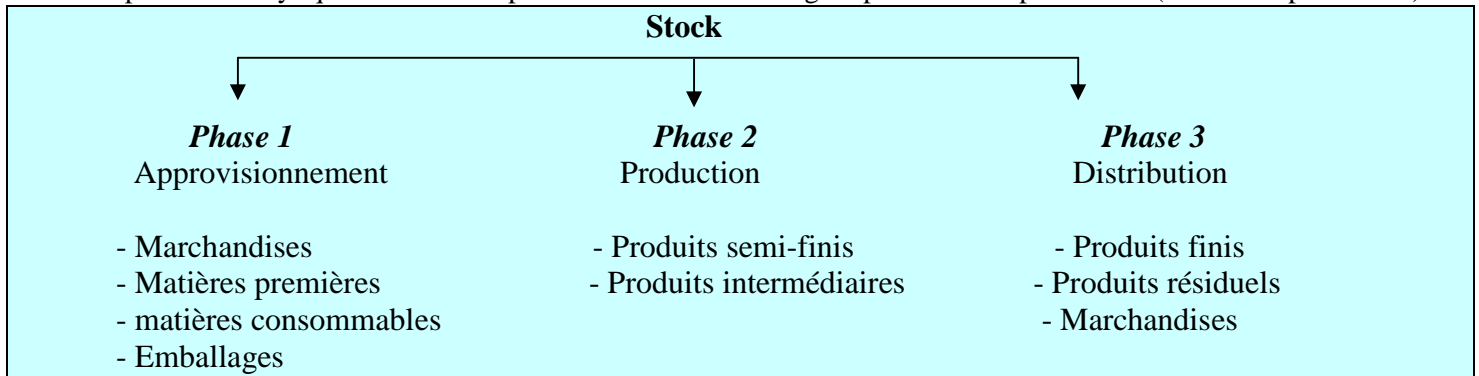 Stock
Phase 1 Phase 2 Phase 3
Approvisionnement Production Distribution
- Marchandises - Produits semi-finis - Produits finis
- Matières premières - Produits intermédiaires - Produits résiduels
- matières consommables - Marchandises
- Emballages